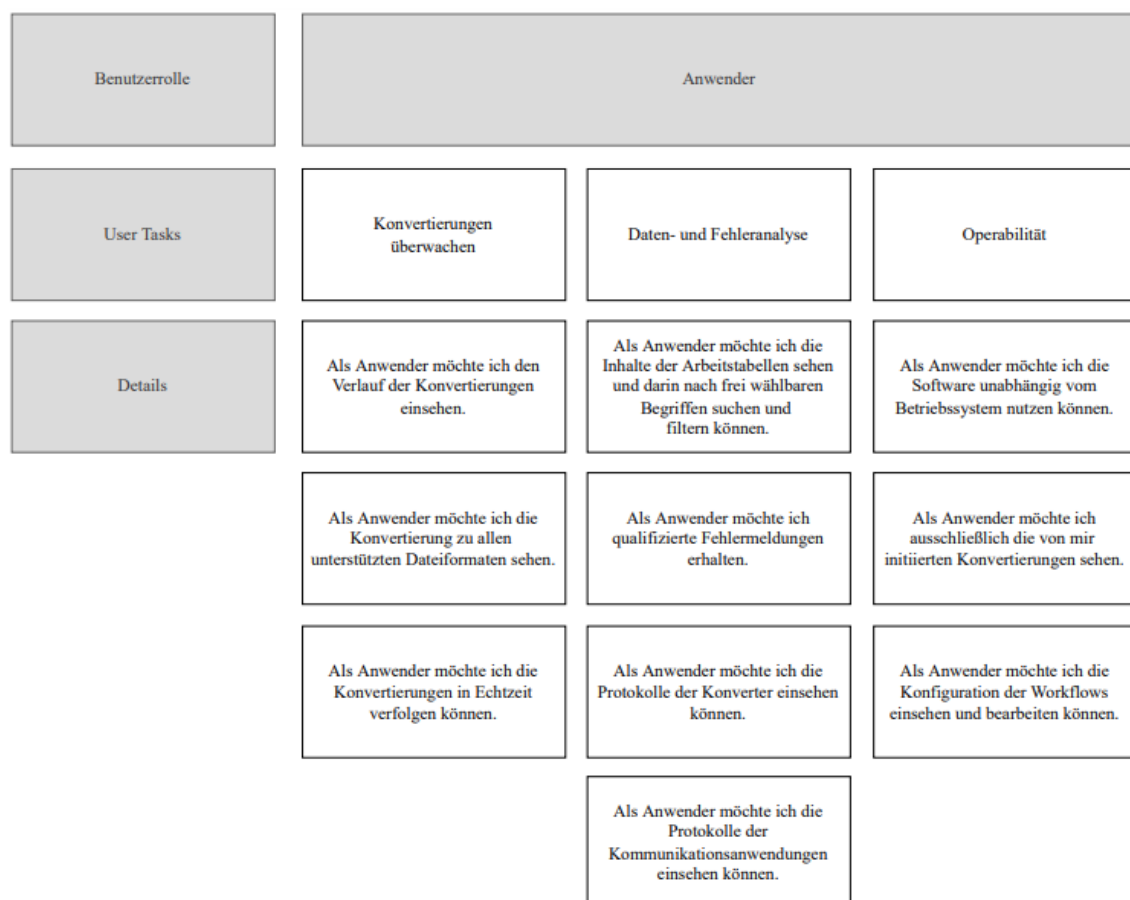 Benutzerrolle
Anwender
User Tasks
Konvertierungen
überwachen
Daten- und Fehleranalyse
Operabilität
Details
Als Anwender möchte ich den
Verlauf der Konvertierungen
einsehen.
Als Anwender möchte ich die
Inhalte der Arbeitstabellen sehen
und darin nach frei wählbaren
Begriffen suchen und
filtern können.
Als Anwender möchte ich die
Software unabhängig vom
Betriebssystem nutzen können.
Als Anwender möchte ich die
Konvertierung zu allen
unterstützten Dateiformaten sehen.
Als Anwender möchte ich
qualifizierte Fehlermeldungen
erhalten.
Als Anwender möchte ich
ausschließlich die von mir
initiierten Konvertierungen sehen.
Als Anwender möchte ich die
Konvertierungen in Echtzeit
verfolgen können.
Als Anwender möchte ich die
Protokolle der Konverter einsehen
können.
Als Anwender möchte ich die
Konfiguration der Workflows
einsehen und bearbeiten können.
Als Anwender möchte ich die
Protokolle der
Kommunikationsanwendungen
einsehen können.